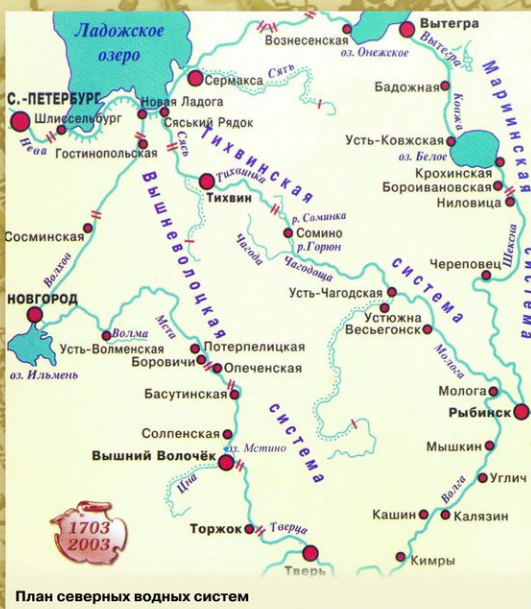 Ладожское
озеро
Вознесенская
оз. Онежское
Вытегра
Вытегра
Сермакса
Сять
Бадожная
Ковжа
Мариинская
система
С.-ПЕТЕРБУРГ
Шлиссельбург
Нева
Новая Ладога
Сяський Рядок
Гостинопольская
Сясь
Тихвинская
система
Тихвинка
Тихвин
Усть-Ковжская
оз. Белое
Крохинская
Бороивановская
Ниловица
Шексна
Вышневолоцкая
система
р. Соминка
Сомино
р.Горюн
Сосминская
Волхов
Чагода
Чагодоща
Череповец
НОВГОРОД
Усть-Чагодская
Устюжна
Весьегонск
Волма
Мста
Усть-Волменская
Потерпелицкая
Боровичи
Опеченская
оз. Ильмень
Молога
Басутинская
Молога
Рыбинск
Солпенская
оз. Мстино
Вышний Волочёк
Мышкин
Цна
Волга
Углич
1703
2003
Торжок
Тверца
Кашин
Калязин
Тверь
Кимры
План северных водных систем